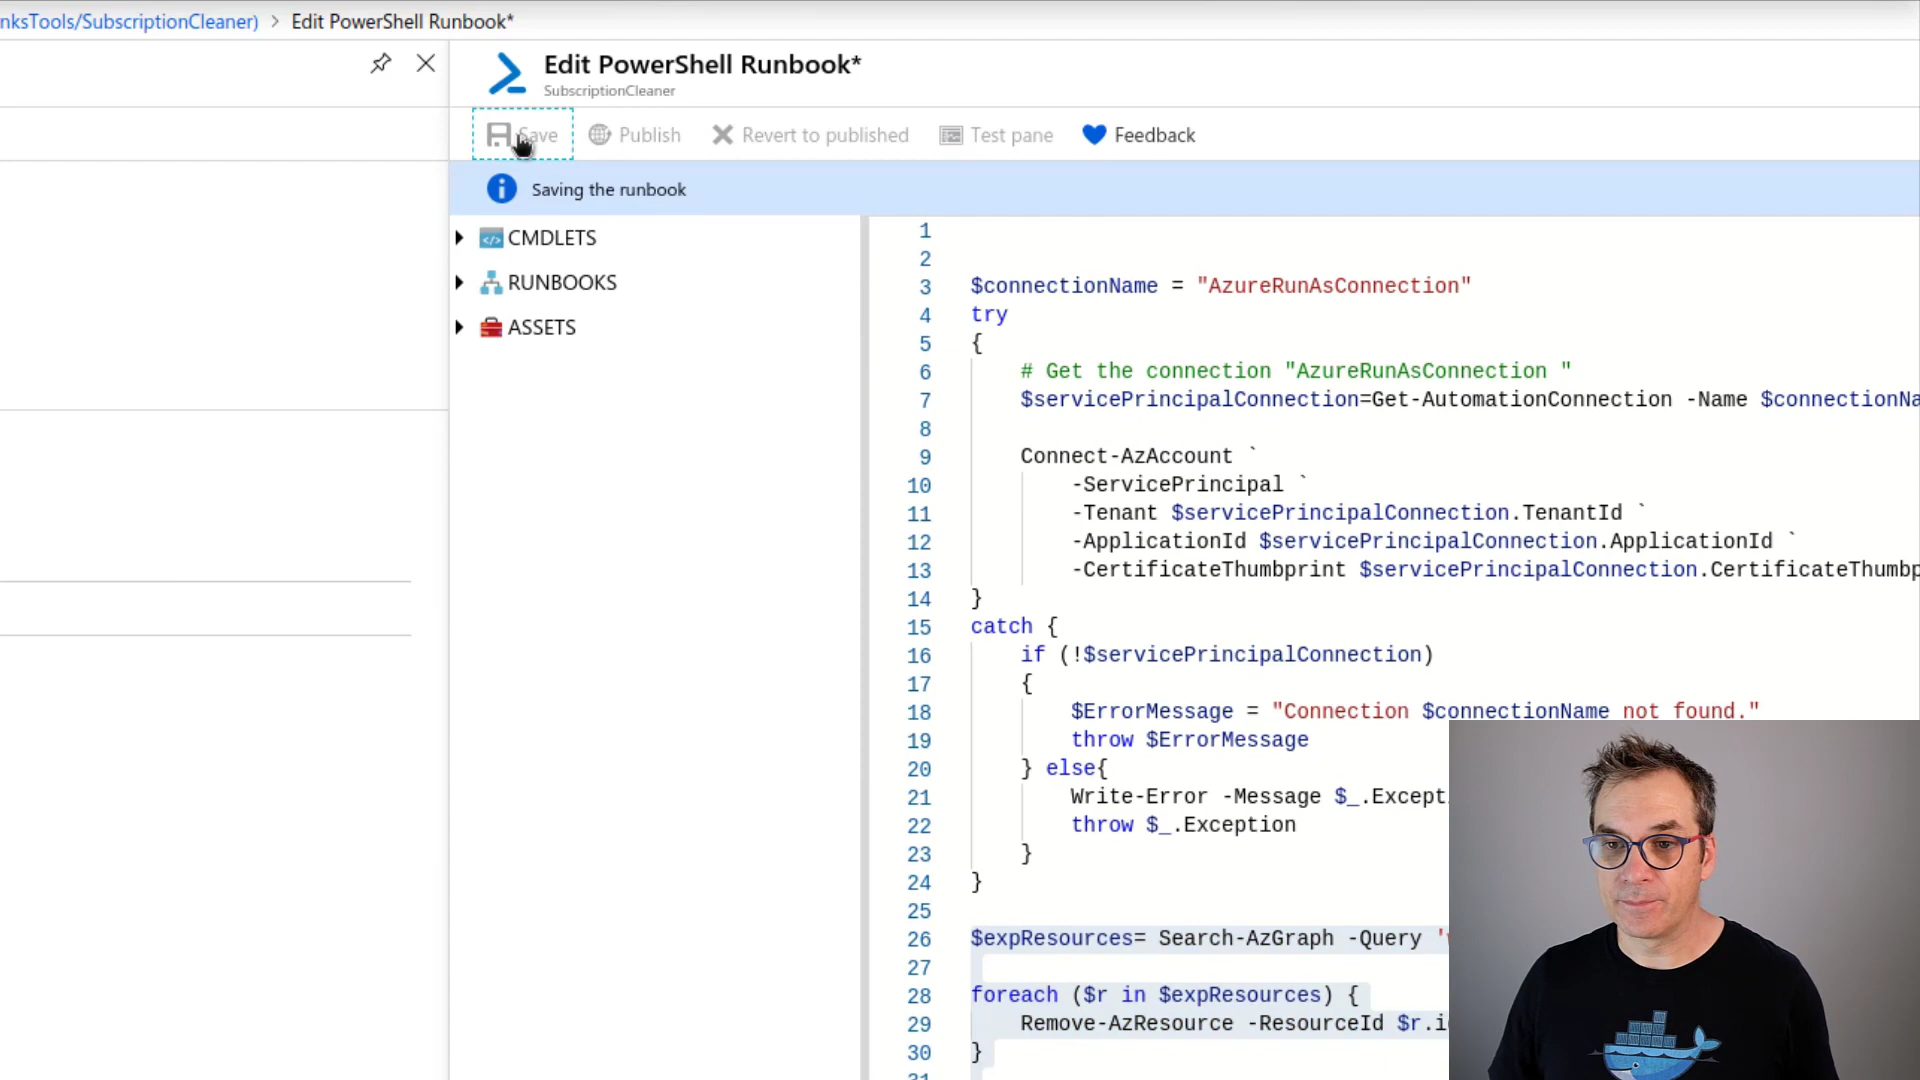 nksTools/SubscriptionCleaner) > Edit PowerShell Runbook*
Edit PowerShell Runbook*
SubscriptionCleaner
Save Publish Revert to published Test pane Feedback
Saving the runbook
CMDLETS
RUNBOOKS
ASSETS
1
2
3 $connectionName = "AzureRunAsConnection"
4 try
5 {
6 # Get the connection "AzureRunAsConnection "
7 $servicePrincipalConnection=Get-AutomationConnection -Name $connectionNa
8
9 Connect-AzAccount `
10 -ServicePrincipal `
11 -Tenant $servicePrincipalConnection.TenantId `
12 -ApplicationId $servicePrincipalConnection.ApplicationId `
13 -CertificateThumbprint $servicePrincipalConnection.CertificateThumbp
14 }
15 catch {
16 if (!$servicePrincipalConnection)
17 {
18 $ErrorMessage = "Connection $connectionName not found."
19 throw $ErrorMessage
20 } else{
21 Write-Error -Message $_.Except
22 throw $_.Exception
23 }
24 }
25
26 $expResources= Search-AzGraph -Query '
27
28 foreach ($r in $expResources) {
29 Remove-AzResource -ResourceId $r.i
30 }